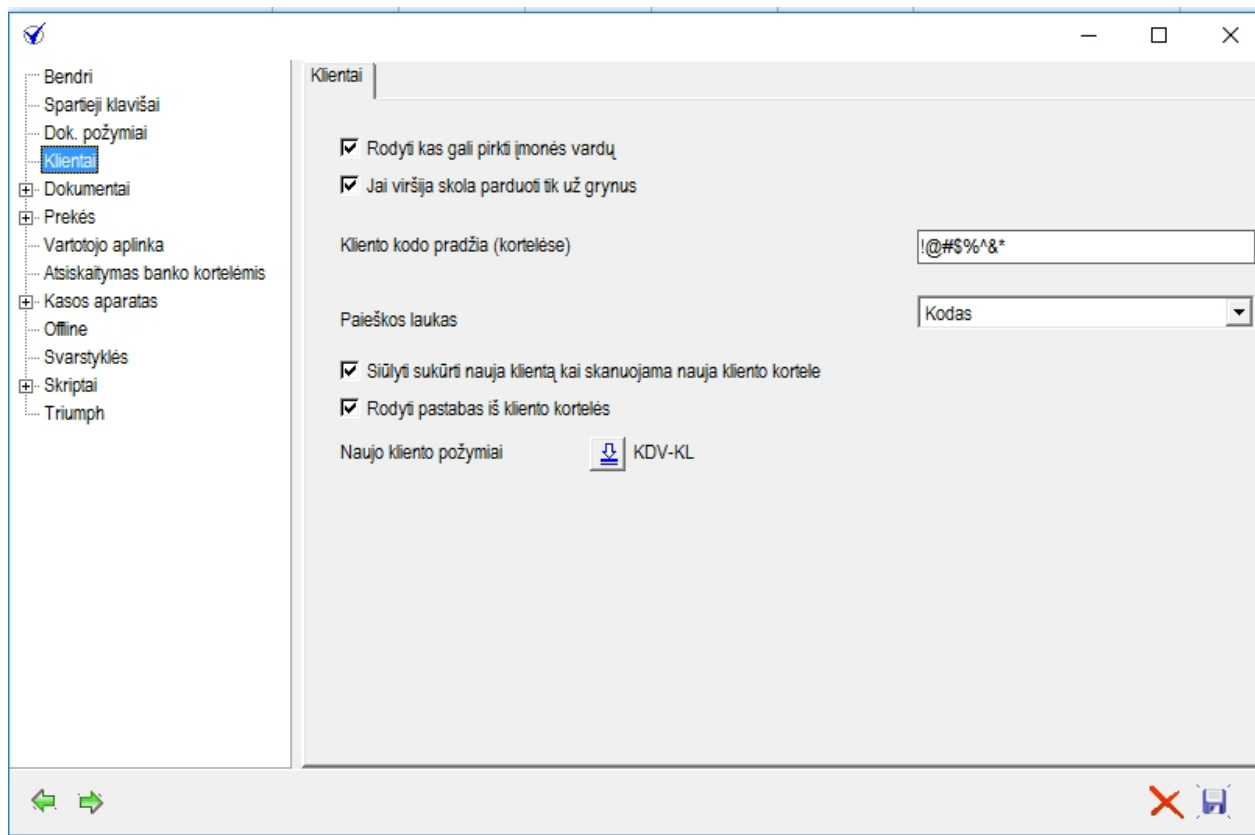 Bendri
Spartieji klavišai
Dok. požymiai
Klientai
Dokumentai
Prekės
Vartotojo aplinka
Atsiskaitymas banko kortelėmis
Kasos aparatas
Offline
Svarstyklės
Skriptai
Triumph
Klientai
Rodyti kas gali pirkti įmonės vardų
Jai viršija skola parduoti tik už grynus
Kliento kodo pradžia (kortelėse) !@#$%^&*
Paieškos laukas Kodas
Siūlyti sukūrti nauja klientą kai skanuojama nauja kliento kortele
Rodyti pastabas iš kliento kortelės
Naujo kliento požymiai KDV-KL